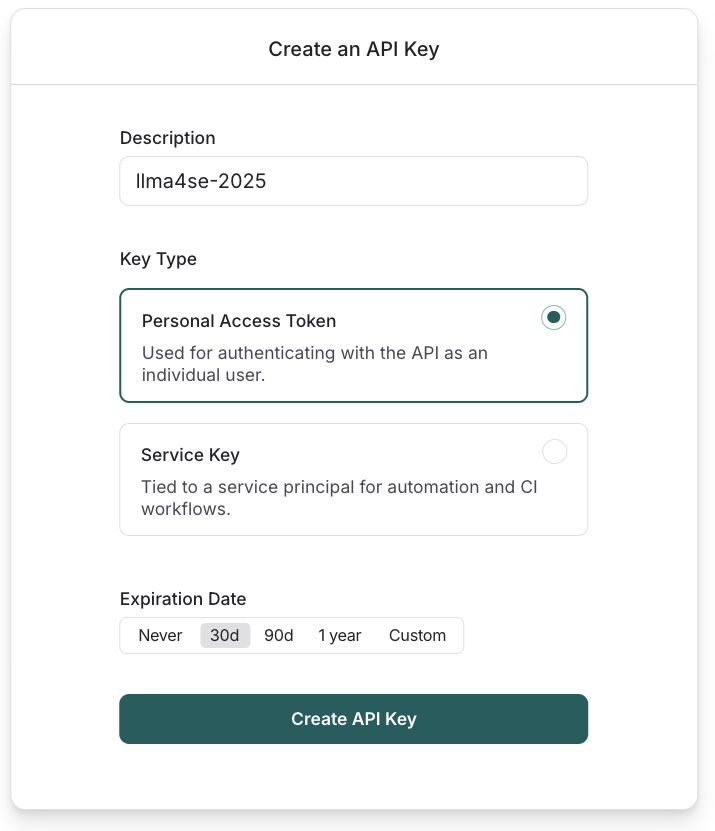 Create an API Key
Description
llma4se-2025
Key Type
Personal Access Token
Used for authenticating with the API as an
individual user.
Service Key
Tied to a service principal for automation and CI
workflows.
Expiration Date
Never 30d 90d 1 year Custom
Create API Key